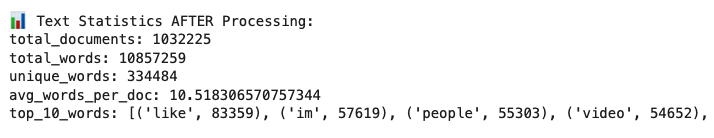 📊 Text Statistics AFTER Processing:
total_documents: 1032225
total_words: 10857259
unique_words: 334484
avg_words_per_doc: 10.518306570757344
top_10_words: [('like', 83359), ('im', 57619), ('people', 55303), ('video', 54652),